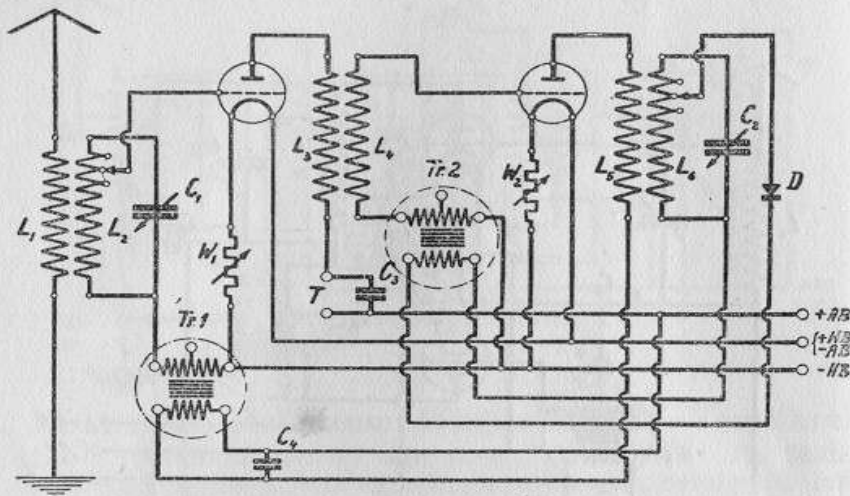 L₁
L₂
C₁
W₁
Tr.1
L₃
L₄
Tr.2
T
C₃
C₄
W₂
L₅
L₆
C₂
D
+AB
{+HB
-AB
-HB